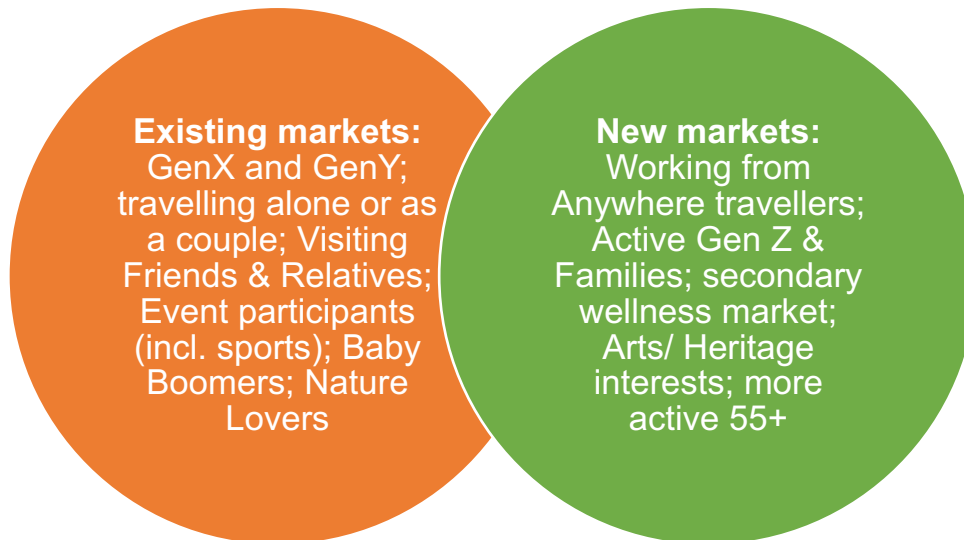 Existing markets:
GenX and GenY;
travelling alone or as
a couple; Visiting
Friends & Relatives;
Event participants
(incl. sports); Baby
Boomers; Nature
Lovers
New markets:
Working from
Anywhere travellers;
Active Gen Z &
Families; secondary
wellness market;
Arts/ Heritage
interests; more
active 55+